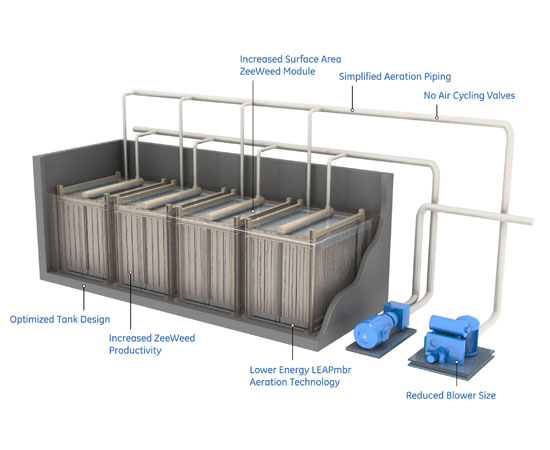 Increased Surface Area
ZeeWeed Module
Simplified Aeration Piping
No Air Cycling Valves
Optimized Tank Design
Increased ZeeWeed
Productivity
Lower Energy LEAPmbr
Aeration Technology
Reduced Blower Size